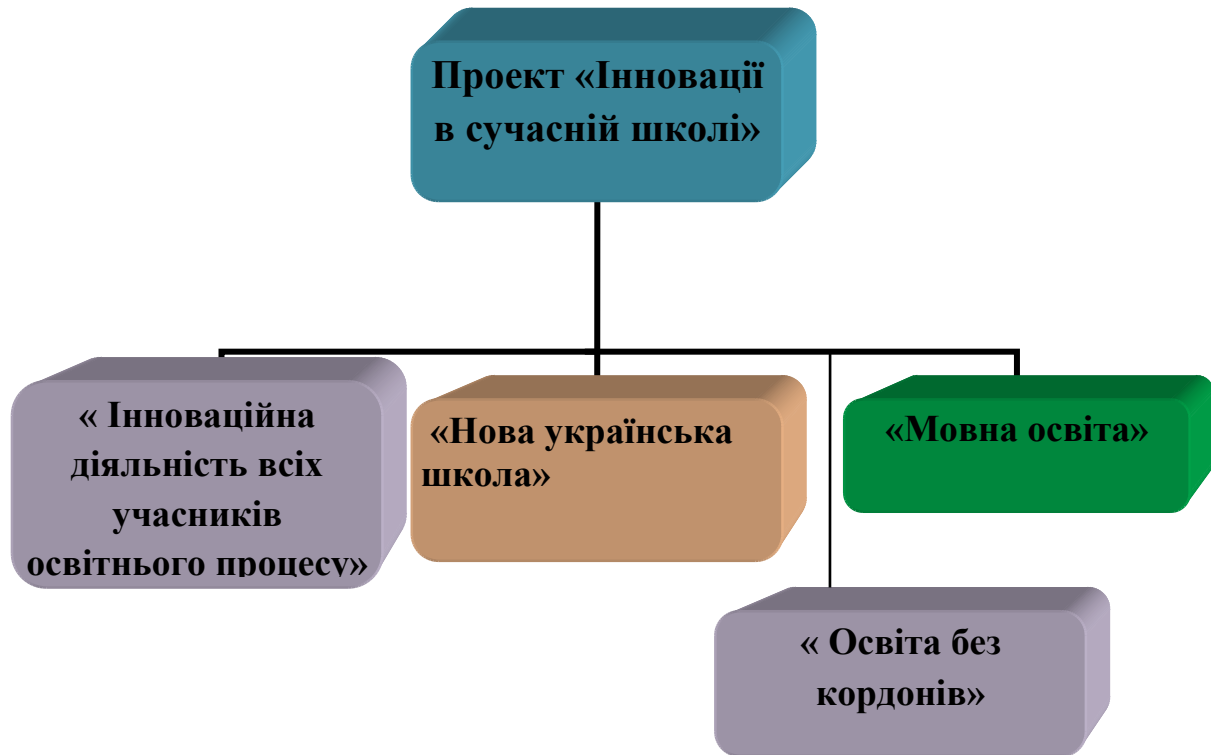 Проект «Інновації
в сучасній школі»
« Інноваційна
діяльність всіх
учасників
освітнього процесу»
«Нова українська
школа»
«Мовна освіта»
« Освіта без
кордонів»